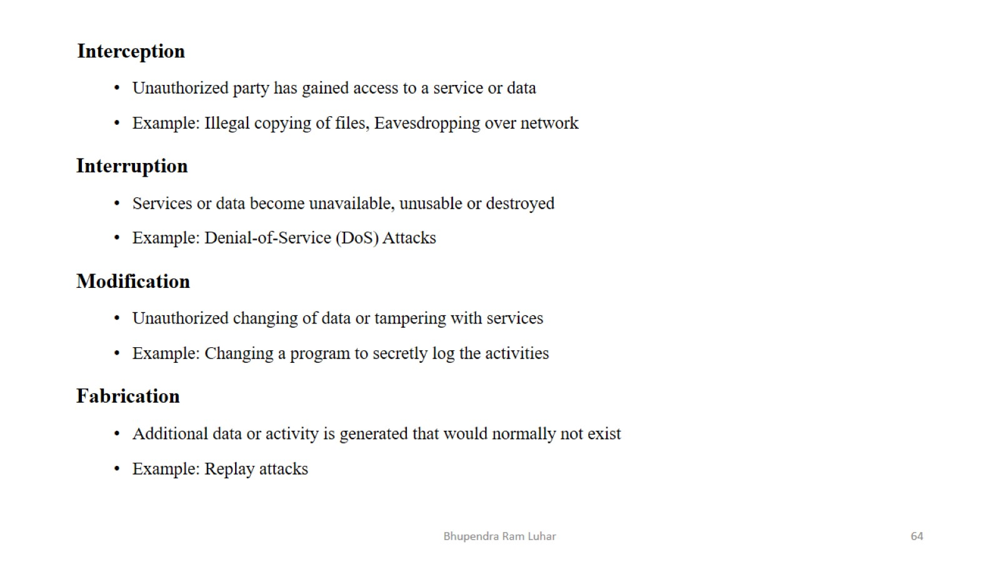 Interception
• Unauthorized party has gained access to a service or data
• Example: Illegal copying of files, Eavesdropping over network
Interruption
• Services or data become unavailable, unusable or destroyed
• Example: Denial-of-Service (DoS) Attacks
Modification
• Unauthorized changing of data or tampering with services
• Example: Changing a program to secretly log the activities
Fabrication
• Additional data or activity is generated that would normally not exist
• Example: Replay attacks
Bhupendra Ram Luhar 64